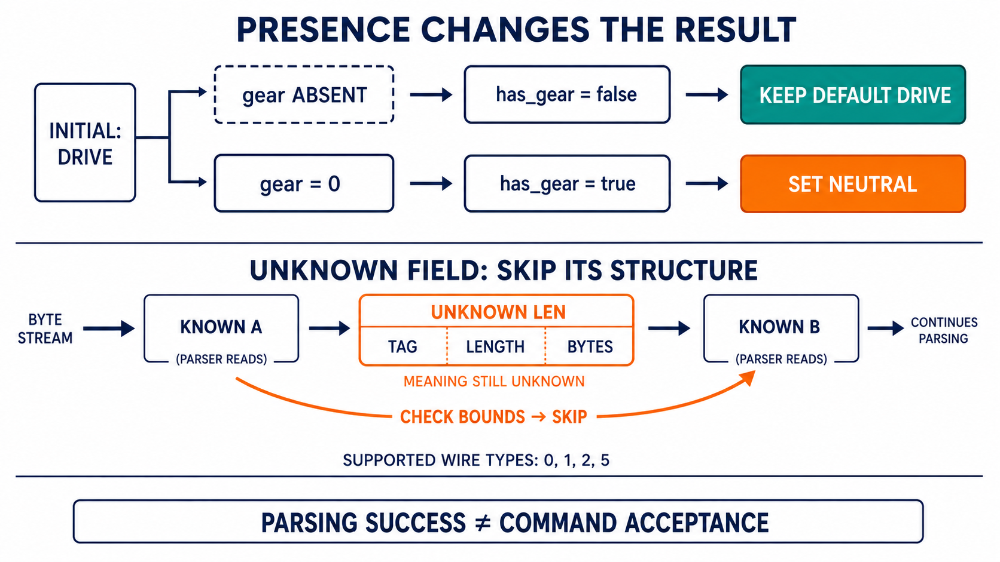 PRESENCE CHANGES THE RESULT
INITIAL:
DRIVE
gear ABSENT
has_gear = false
KEEP DEFAULT DRIVE
gear = 0
has_gear = true
SET NEUTRAL
UNKNOWN FIELD: SKIP ITS STRUCTURE
BYTE
STREAM
KNOWN A
(PARSER READS)
UNKNOWN LEN
TAG
LENGTH
BYTES
MEANING STILL UNKNOWN
KNOWN B
(PARSER READS)
CONTINUES
PARSING
CHECK BOUNDS → SKIP
SUPPORTED WIRE TYPES: 0, 1, 2, 5
PARSING SUCCESS ≠ COMMAND ACCEPTANCE